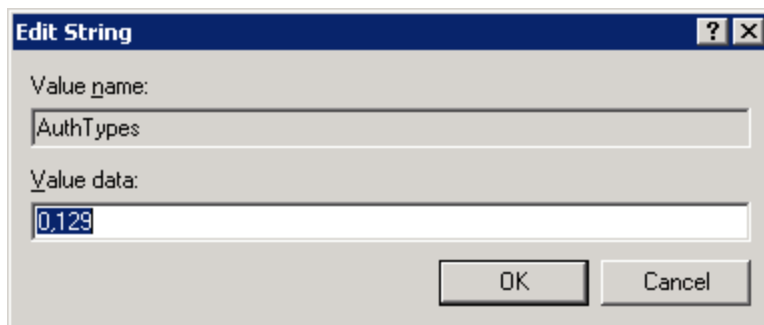 Edit String
Value name:
AuthTypes
Value data:
0,129
OK Cancel